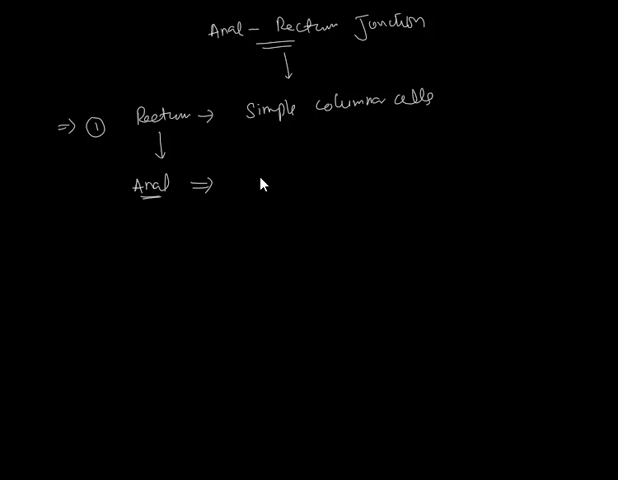 Anal - Rectum Junction
↓
⇒ ① Rectum → Simple columnar cells
↓
Anal ⇒